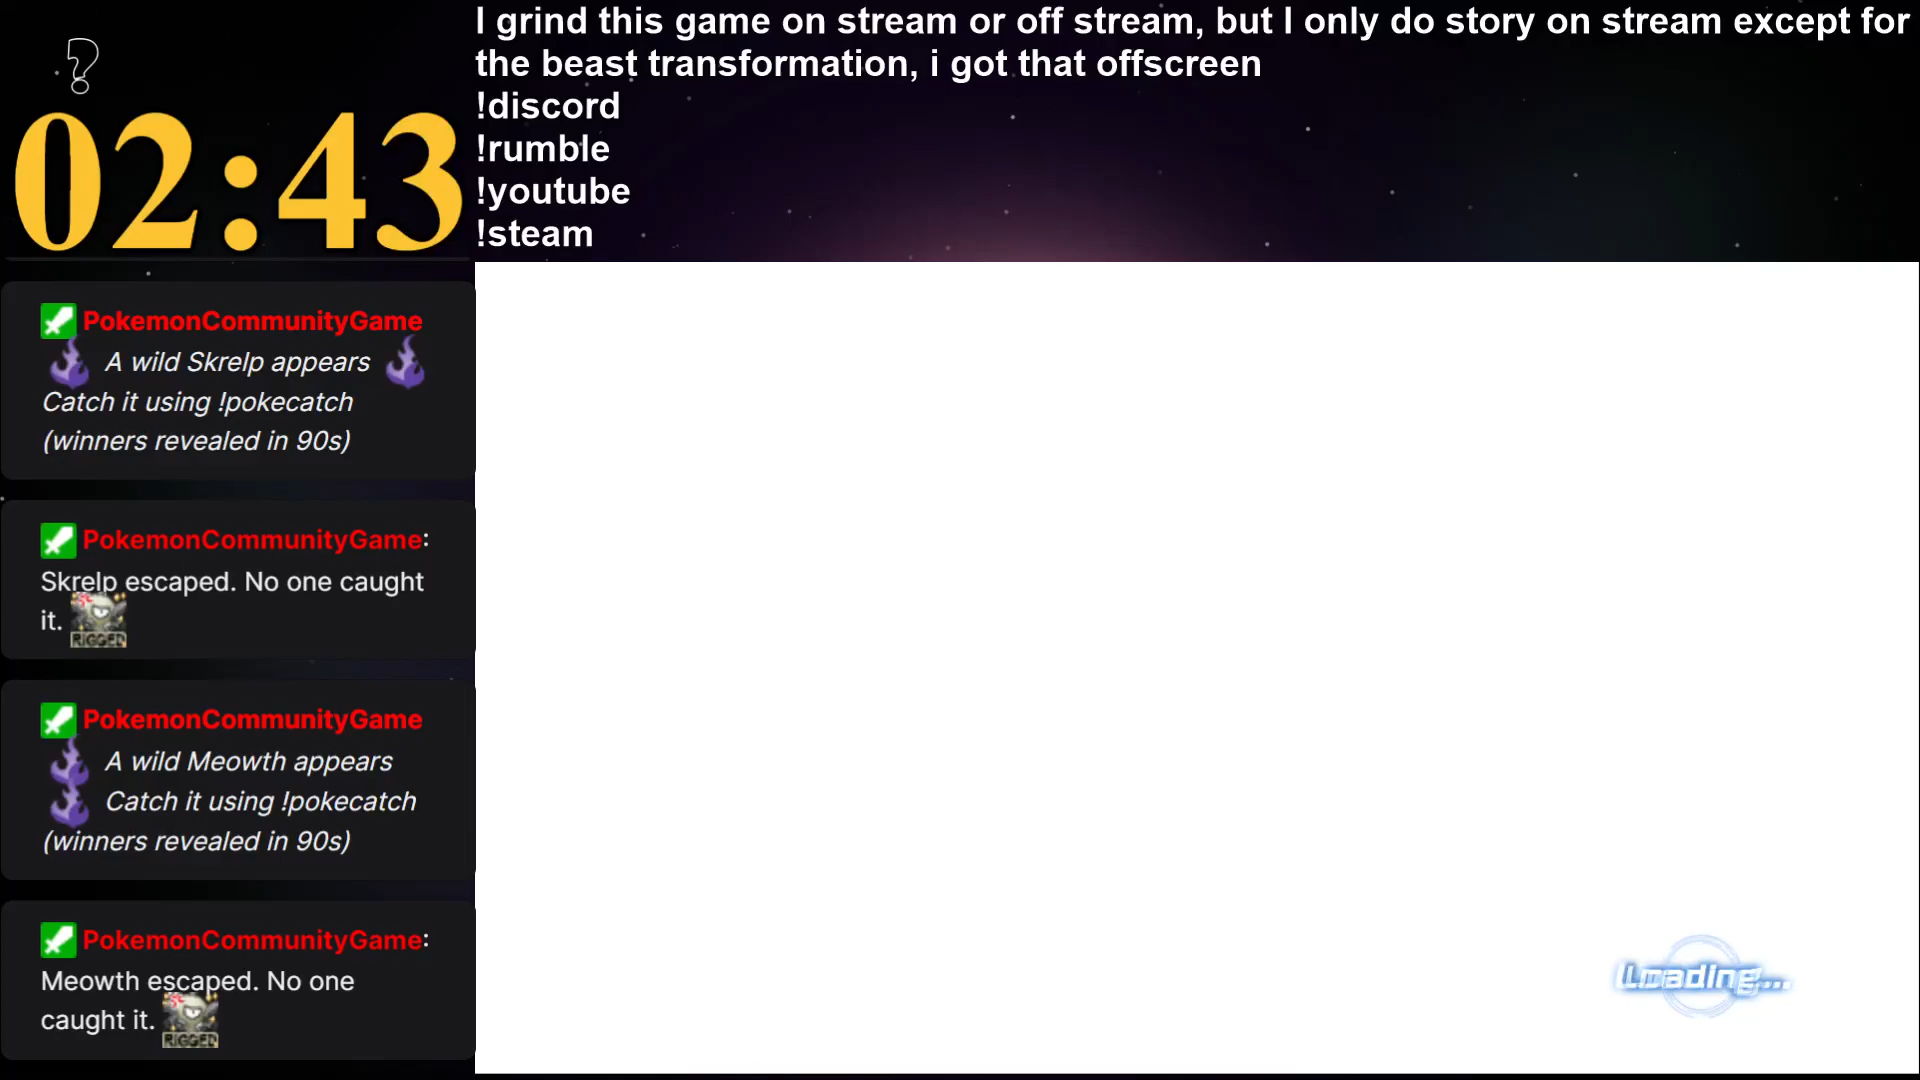 ?
02:43
I grind this game on stream or off stream, but I only do story on stream except for
the beast transformation, i got that offscreen
!discord
!rumble
!youtube
!steam
PokemonCommunityGame
A wild Skrelp appears
Catch it using !pokecatch
(winners revealed in 90s)
PokemonCommunityGame:
Skrelp escaped. No one caught
it. RIGGED
PokemonCommunityGame
A wild Meowth appears
Catch it using !pokecatch
(winners revealed in 90s)
PokemonCommunityGame:
Meowth escaped. No one
caught it. RIGGED
Loading...